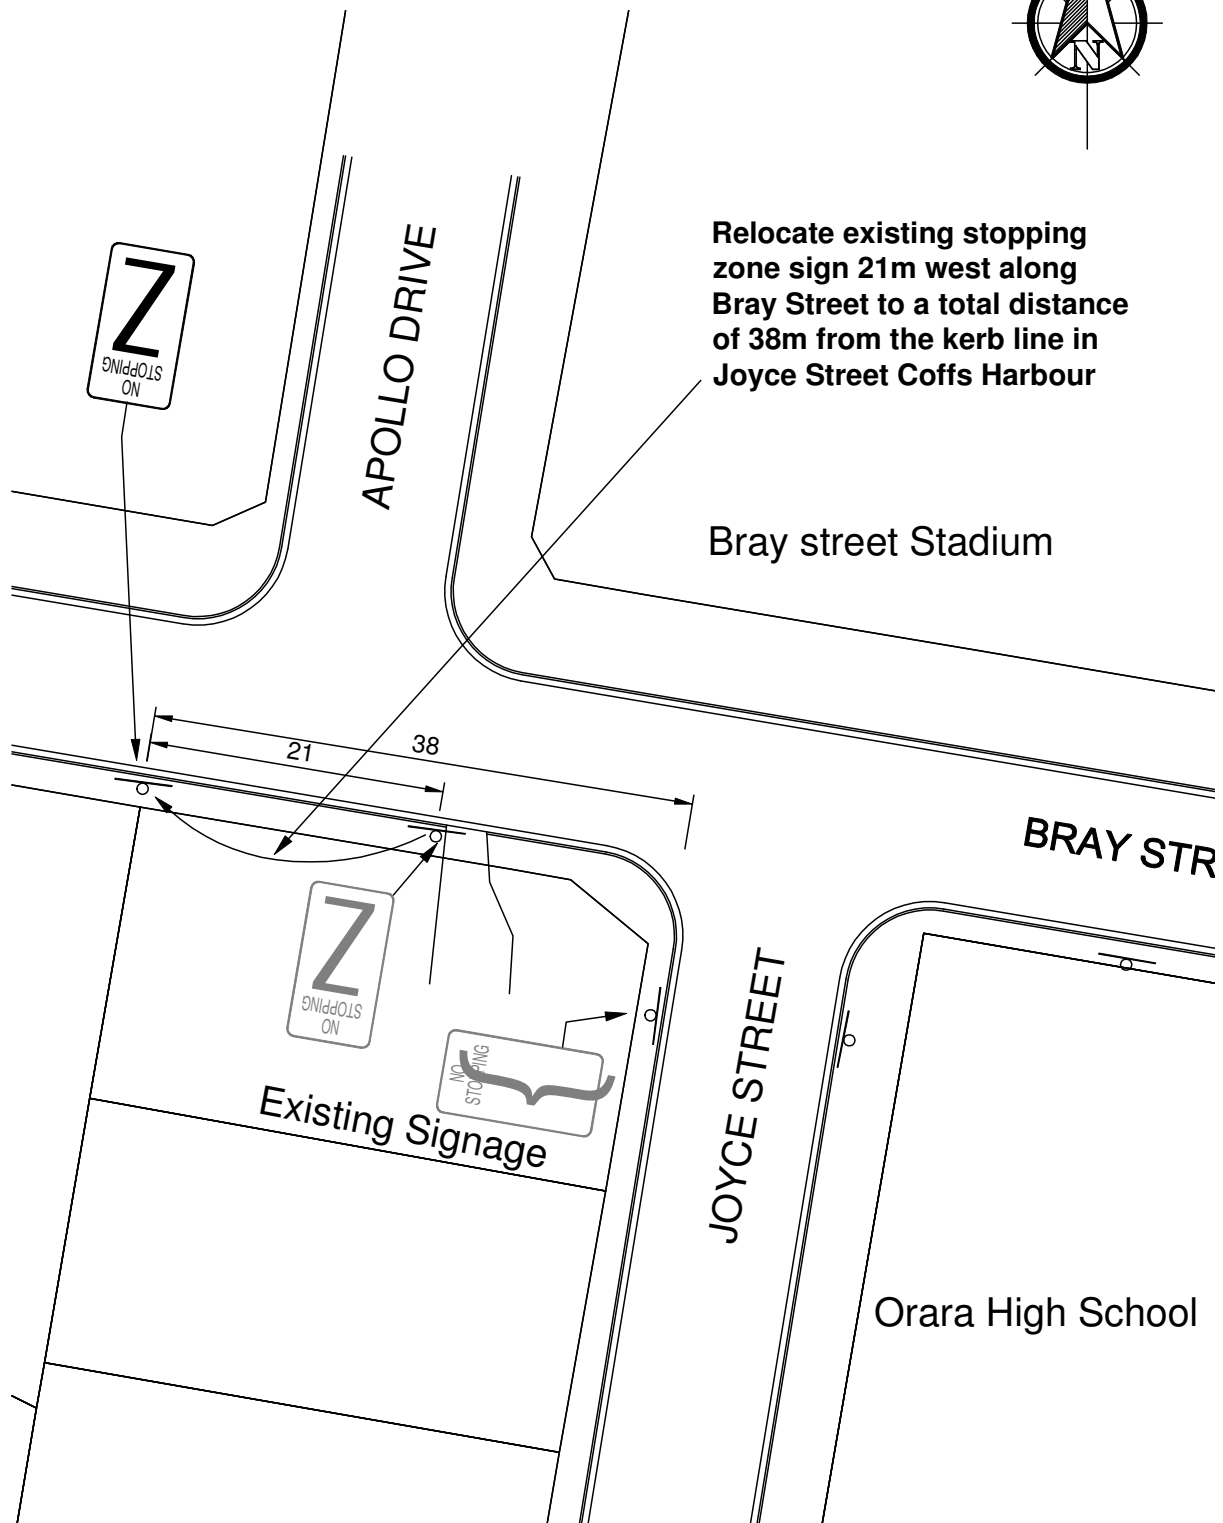 N
Relocate existing stopping
zone sign 21m west along
Bray Street to a total distance
of 38m from the kerb line in
Joyce Street Coffs Harbour
APOLLO DRIVE
Z
STOPPING
NO
Bray street Stadium
21
38
BRAY STR
Z
STOPPING
NO
NO
STOPPING
Existing Signage
JOYCE STREET
Orara High School